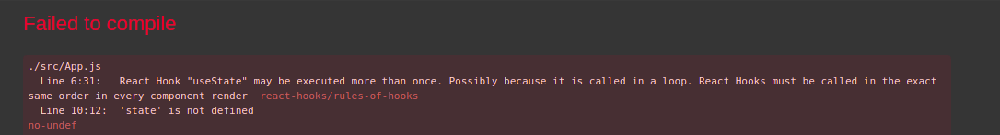 Failed to compile
./src/App.js
  Line 6:31:   React Hook "useState" may be executed more than once. Possibly because it is called in a loop. React Hooks must be called in the exact
same order in every component render  react-hooks/rules-of-hooks
  Line 10:12:  'state' is not defined
no-undef